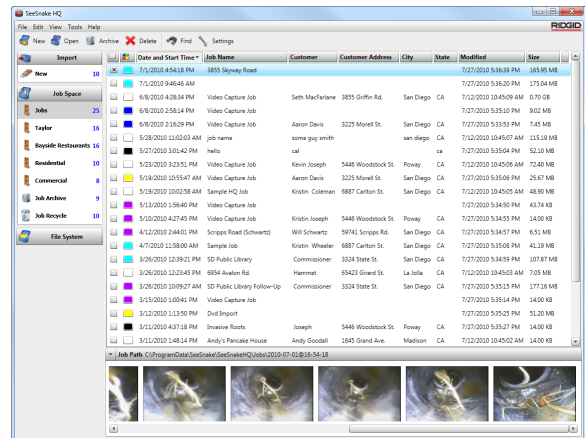 SeeSnake HQ
File Edit View Tools Help
RIDGID
New Open Archive Delete Find Settings
Import
New 10
Job Space
Jobs 25
Taylor 16
Bayside Restaurants 16
Residential 10
Commercial 8
Job Archive 9
Job Recycle 10
File System
Date and Start Time Job Name Customer Customer Address City State Modified Size
7/1/2010 4:54:18 PM 3855 Skyway Road 7/27/2010 5:36:39 PM 165.95 MB
7/1/2010 9:46:46 AM 7/27/2010 5:36:20 PM 175.04 MB
6/8/2010 4:28:34 PM Video Capture Job Seth MacFarlane 3855 Griffin Rd. San Diego CA 7/12/2010 10:45:09 AM 0.70 GB
6/8/2010 2:58:14 PM Video Capture Job 7/27/2010 5:35:10 PM 9.02 MB
6/8/2010 2:16:29 PM Video Capture Job Aaron Davis 3225 Morell St. San Diego CA 7/27/2010 5:33:53 PM 7.45 MB
5/28/2010 11:02:03 AM job name some guy smith san diego CA 7/12/2010 10:45:07 AM 115.19 MB
5/27/2010 3:01:42 PM hello cal ca 7/27/2010 5:35:04 PM 52.10 MB
5/23/2010 3:23:51 PM Video Capture Job Kevin Joseph 5446 Woodstock St. Poway CA 7/12/2010 10:45:06 AM 72.40 MB
5/19/2010 10:55:47 AM Video Capture Job Aaron Davis 3225 Morell St. San Diego CA 7/27/2010 5:35:06 PM 25.67 MB
5/19/2010 10:02:58 AM Sample HQ Job Kristin Coleman 6887 Carlton St. San Diego CA 7/12/2010 10:45:05 AM 48.90 MB
5/13/2010 1:56:40 PM Video Capture Job 7/27/2010 5:34:50 PM 43.74 KB
5/10/2010 4:27:45 PM Video Capture Job Kristin Joseph 5446 Woodstock St. Poway CA 7/27/2010 5:34:55 PM 14.00 KB
4/12/2010 2:44:01 PM Scripps Road (Schwartz) Will Schwartz 59741 Scripps Rd. San Diego CA 7/27/2010 5:34:57 PM 6.51 MB
4/7/2010 11:58:00 AM Sample Job Kristin Wheeler 6887 Carlton St. San Diego CA 7/27/2010 5:35:08 PM 41.19 MB
3/26/2010 12:39:21 PM SD Public Library Commissioner 3324 State St. San Diego CA 7/27/2010 5:34:59 PM 107.87 MB
3/26/2010 12:23:45 PM 6954 Avalon Rd. Hammet 65423 Girard St. La Jolla CA 7/12/2010 10:45:03 AM 7.05 MB
3/26/2010 10:09:27 AM SD Public Library Follow-Up Commissioner 3324 State St. San Diego CA 7/27/2010 5:35:15 PM 177.16 MB
3/15/2010 1:00:41 PM Video Capture Job 7/27/2010 5:35:14 PM 14.00 KB
3/12/2010 1:13:50 PM Dvd Import 7/27/2010 5:35:25 PM 51.20 MB
3/11/2010 4:37:18 PM Invasive Roots Joseph 5446 Woodstock St. Poway CA 7/27/2010 5:35:27 PM 14.00 KB
3/11/2010 1:48:14 PM Andy's Pancake House Andy Goodall 1645 Grand Ave. Madison CA 7/12/2010 10:45:02 AM 14.00 KB
Job Path C:\ProgramData\SeeSnake\SeeSnakeHQ\Jobs\2010-07-01@16-54-18